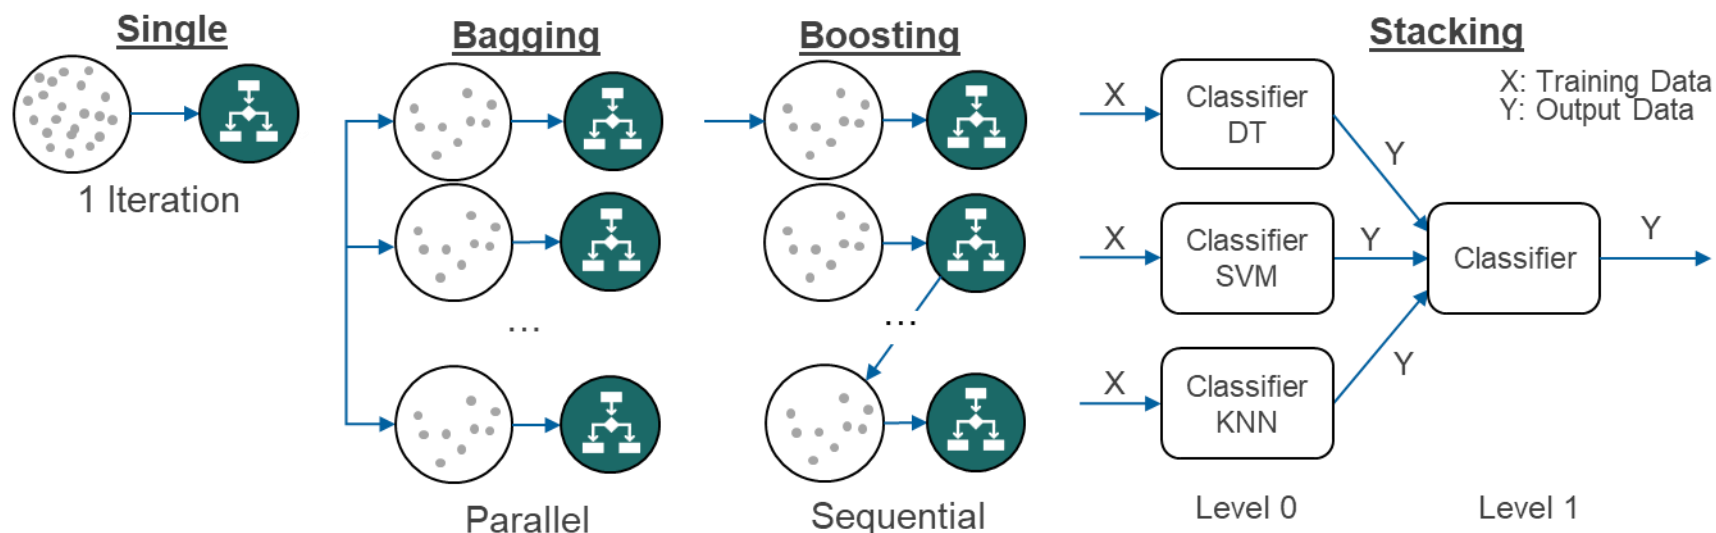 Single
1 Iteration
Bagging
...
Parallel
Boosting
...
Sequential
Stacking
X: Training Data
Y: Output Data
X
Classifier
DT
Y
X
Classifier
SVM
Y
Classifier
Y
X
Classifier
KNN
Y
Level 0
Level 1